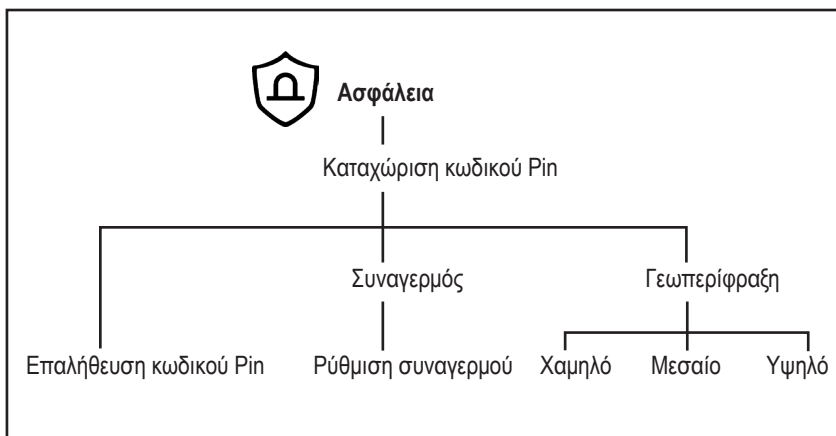 Ασφάλεια
Καταχώριση κωδικού Pin
Συναγερμός
Γεωπερίφραξη
Επαλήθευση κωδικού Pin
Ρύθμιση συναγερμού
Χαμηλό
Μεσαίο
Υψηλό